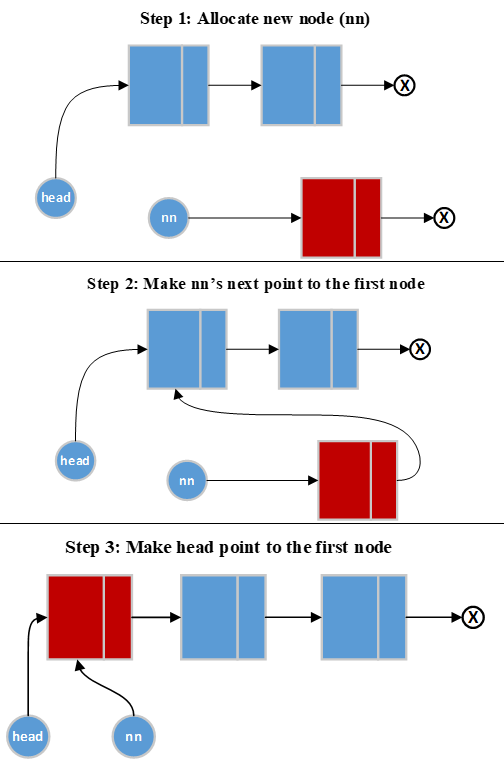 Step 1: Allocate new node (nn)
X
head
nn
X
Step 2: Make nn’s next point to the first node
X
head
nn
Step 3: Make head point to the first node
X
head
nn